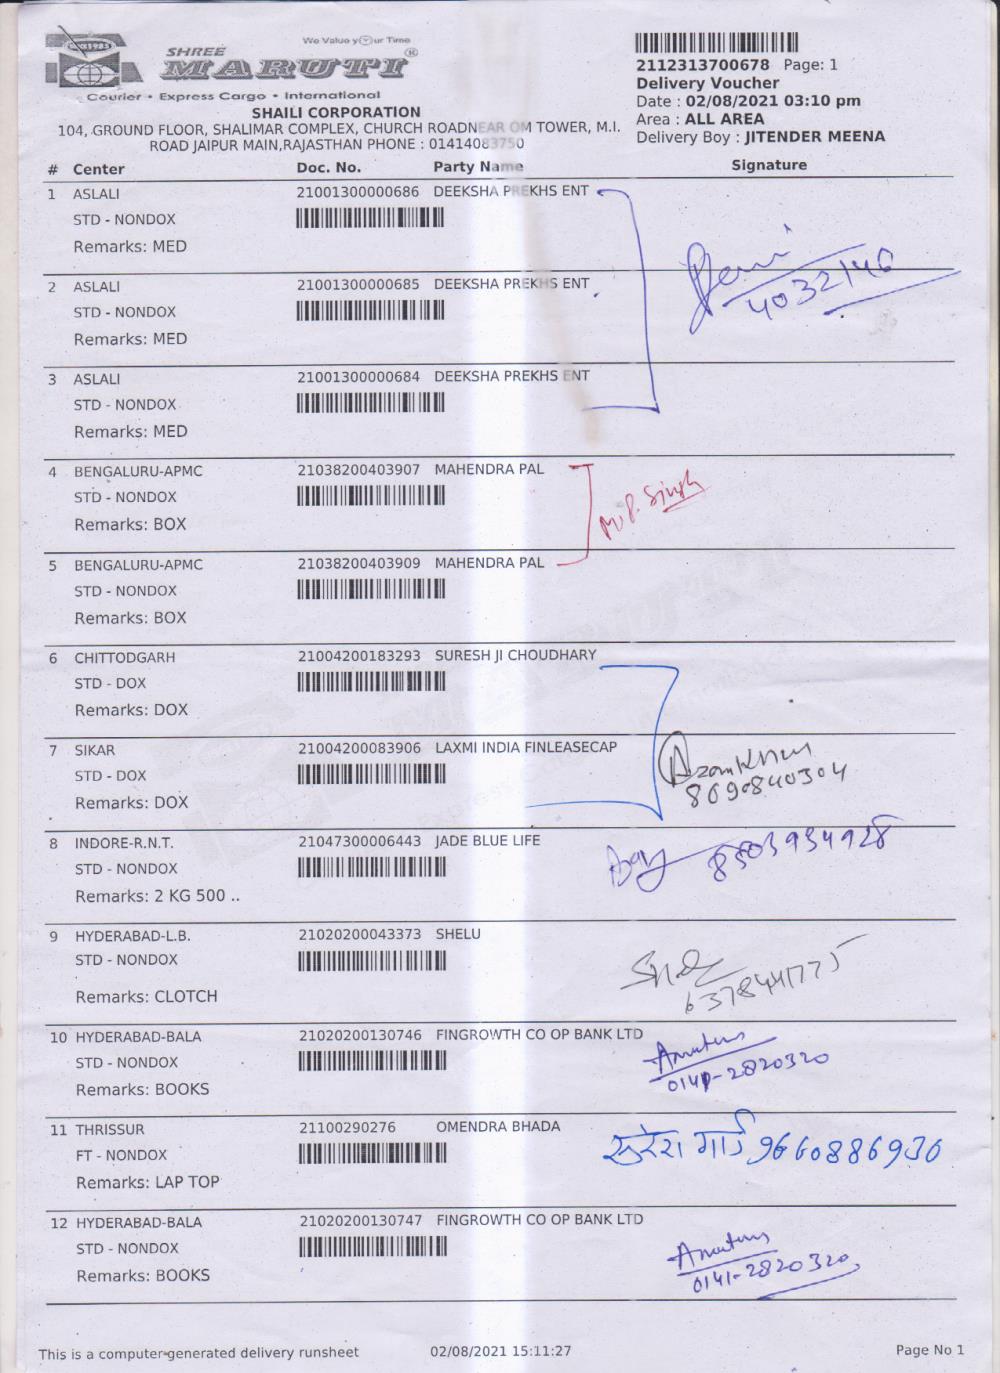 SINCE 1985
We Value yOur Time
SHREE
MARUTI®
Courier • Express Cargo • International
2112313700678 Page: 1
Delivery Voucher
Date : 02/08/2021 03:10 pm
Area : ALL AREA
Delivery Boy : JITENDER MEENA
SHAILI CORPORATION
104, GROUND FLOOR, SHALIMAR COMPLEX, CHURCH ROADNEAR OM TOWER, M.I.
ROAD JAIPUR MAIN,RAJASTHAN PHONE : 01414083750
# Center Doc. No. Party Name Signature
1 ASLALI 21001300000686 DEEKSHA PREKHS ENT
STD - NONDOX
Remarks: MED
4032146
2 ASLALI 21001300000685 DEEKSHA PREKHS ENT
STD - NONDOX
Remarks: MED
3 ASLALI 21001300000684 DEEKSHA PREKHS ENT
STD - NONDOX
Remarks: MED
4 BENGALURU-APMC 21038200403907 MAHENDRA PAL
STD - NONDOX
Remarks: BOX
M.P. Singh
5 BENGALURU-APMC 21038200403909 MAHENDRA PAL
STD - NONDOX
Remarks: BOX
6 CHITTODGARH 21004200183293 SURESH JI CHOUDHARY
STD - DOX
Remarks: DOX
7 SIKAR 21004200083906 LAXMI INDIA FINLEASECAP
STD - DOX
Remarks: DOX
Azam Khan
8690840304
8 INDORE-R.N.T. 21047300006443 JADE BLUE LIFE
STD - NONDOX
Remarks: 2 KG 500 ..
8503934928
9 HYDERABAD-L.B. 21020200043373 SHELU
STD - NONDOX
Remarks: CLOTCH
10 HYDERABAD-BALA 21020200130746 FINGROWTH CO OP BANK LTD
STD - NONDOX
Remarks: BOOKS
0141-2820320
11 THRISSUR 21100290276 OMENDRA BHADA
FT - NONDOX
Remarks: LAP TOP
सुरेश गार्ड 9660886930
12 HYDERABAD-BALA 21020200130747 FINGROWTH CO OP BANK LTD
STD - NONDOX
Remarks: BOOKS
0141-2820320
This is a computer-generated delivery runsheet 02/08/2021 15:11:27 Page No 1